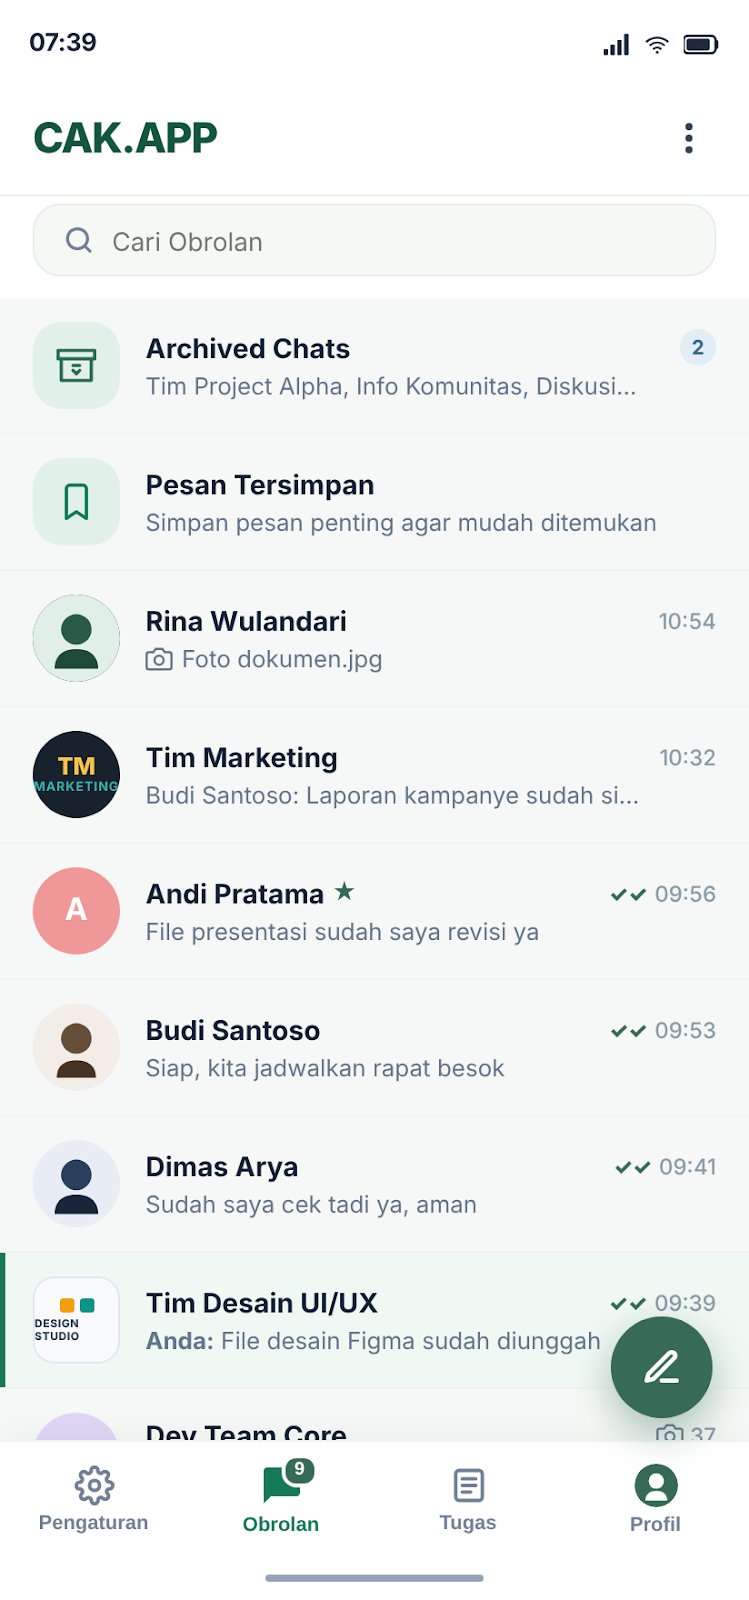 07:39
CAK.APP
Cari Obrolan
Archived Chats
2
Tim Project Alpha, Info Komunitas, Diskusi...
Pesan Tersimpan
Simpan pesan penting agar mudah ditemukan
Rina Wulandari
10:54
Foto dokumen.jpg
TM
MARKETING
Tim Marketing
10:32
Budi Santoso: Laporan kampanye sudah si...
A
Andi Pratama ★
09:56
File presentasi sudah saya revisi ya
Budi Santoso
09:53
Siap, kita jadwalkan rapat besok
Dimas Arya
09:41
Sudah saya cek tadi ya, aman
DESIGN
STUDIO
Tim Desain UI/UX
09:39
Anda: File desain Figma sudah diunggah
Dev Team Core
37
9
Pengaturan
Obrolan
Tugas
Profil